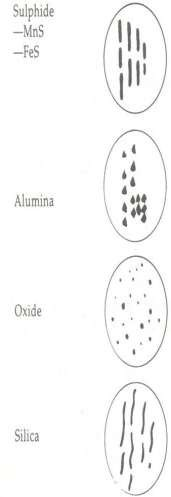 Sulphide
—MnS
—FeS
Alumina
Oxide
Silica